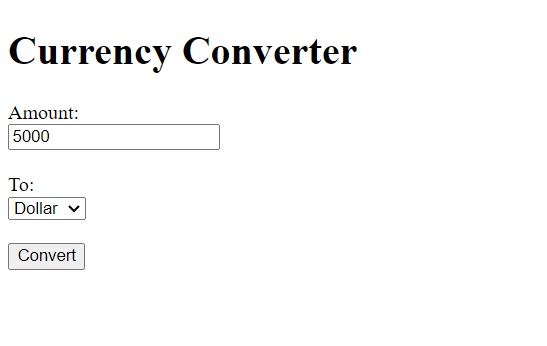 Currency Converter
Amount:
5000
To:
Dollar
Convert